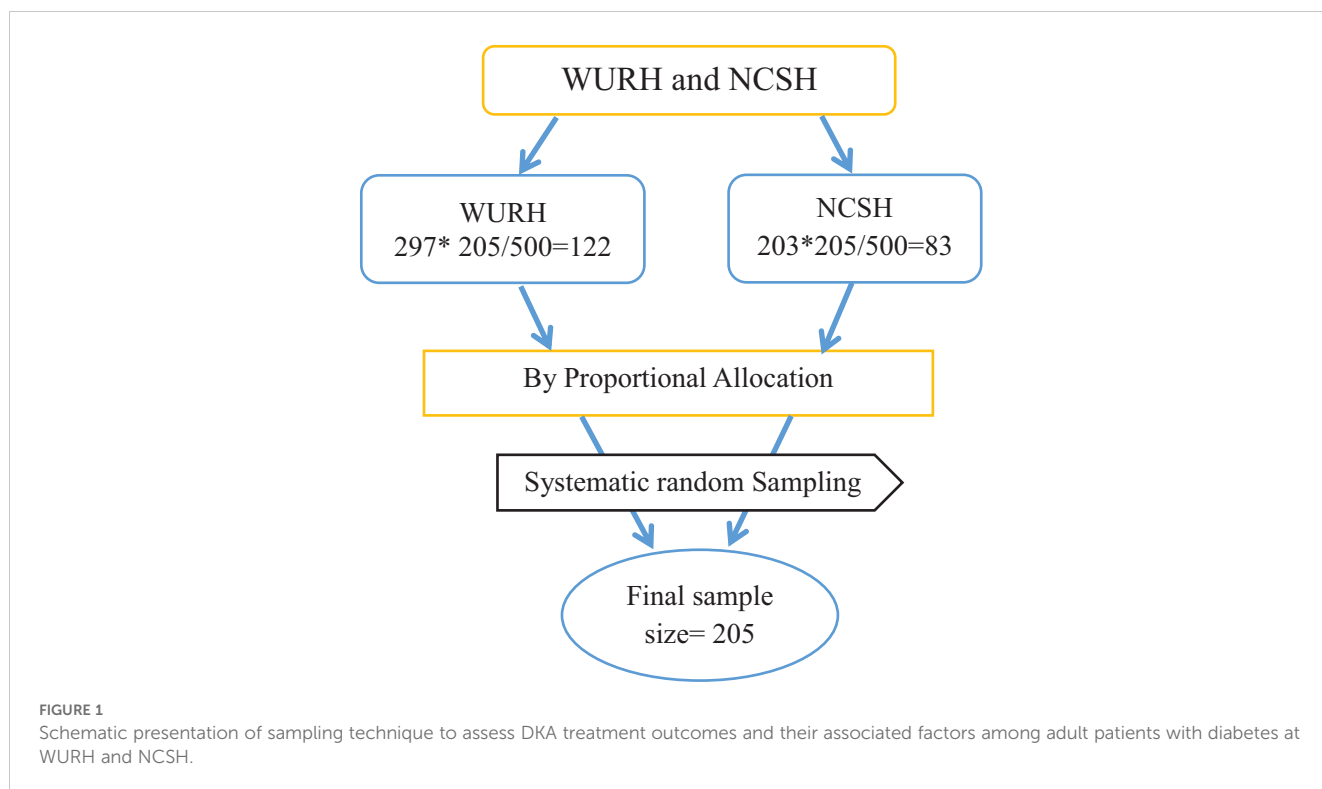 WURH and NCSH
WURH
297* 205/500=122
NCSH
203*205/500=83
By Proportional Allocation
Systematic random Sampling
Final sample
size= 205
FIGURE 1
Schematic presentation of sampling technique to assess DKA treatment outcomes and their associated factors among adult patients with diabetes at
WURH and NCSH.